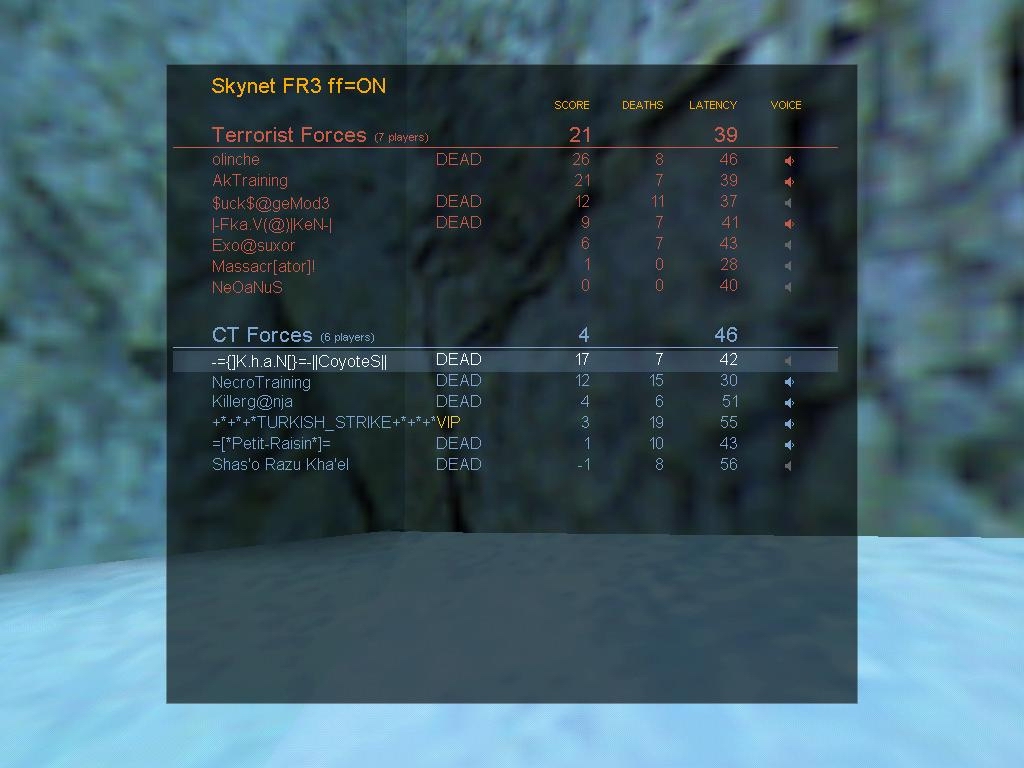 Skynet FR3 ff=ON
SCORE DEATHS LATENCY VOICE
Terrorist Forces (7 players) 21 39
olinche DEAD 26 8 46
AkTraining 21 7 39
$uck$@geMod3 DEAD 12 11 37
|-Fka.V(@)|KeN-| DEAD 9 7 41
Exo@suxor 6 7 43
Massacr[ator]! 1 0 28
NeOaNuS 0 0 40
CT Forces (6 players) 4 46
-={]K.h.a.N[}=-||CoyoteS|| DEAD 17 7 42
NecroTraining DEAD 12 15 30
Killerg@nja DEAD 4 6 51
+*+*+*TURKISH_STRIKE+*+*+* VIP 3 19 55
=[*Petit-Raisin*]= DEAD 1 10 43
Shas'o Razu Kha'el DEAD -1 8 56